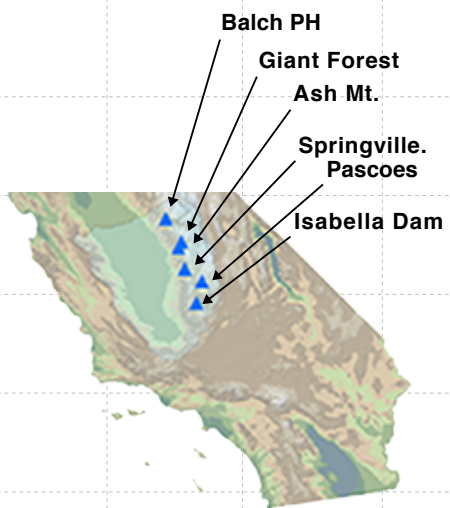 Balch PH
Giant Forest
Ash Mt.
Springville.
Pascoes
Isabella Dam